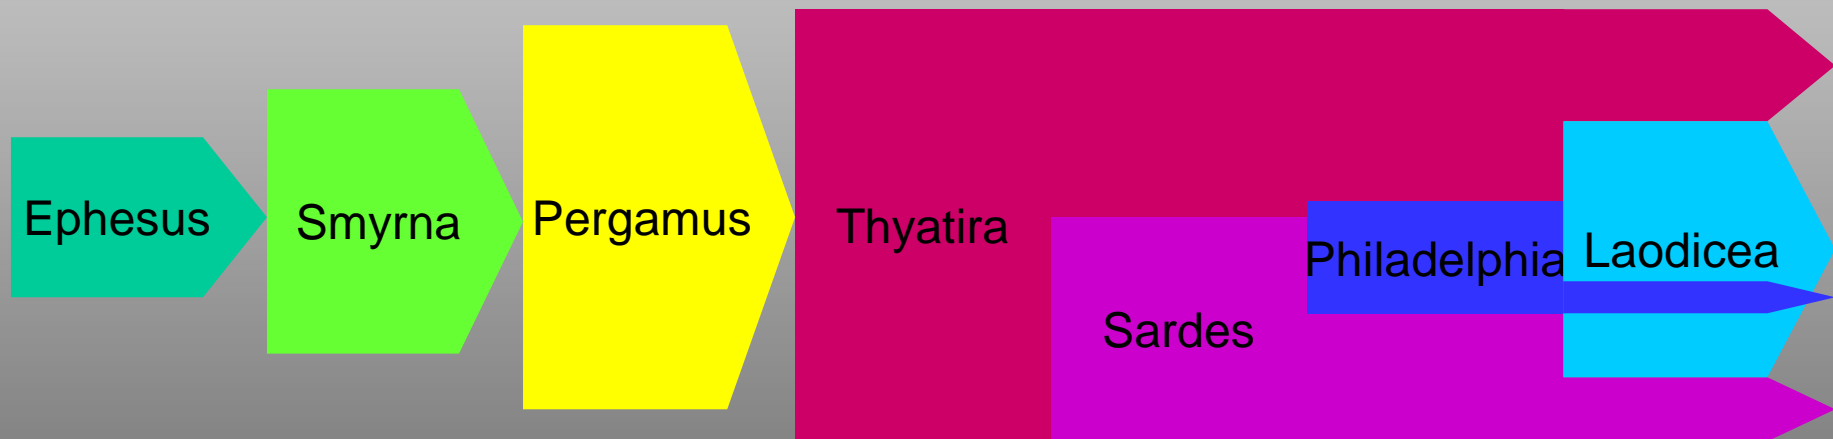 Ephesus
Smyrna
Pergamus
Thyatira
Sardes
Philadelphia
Laodicea